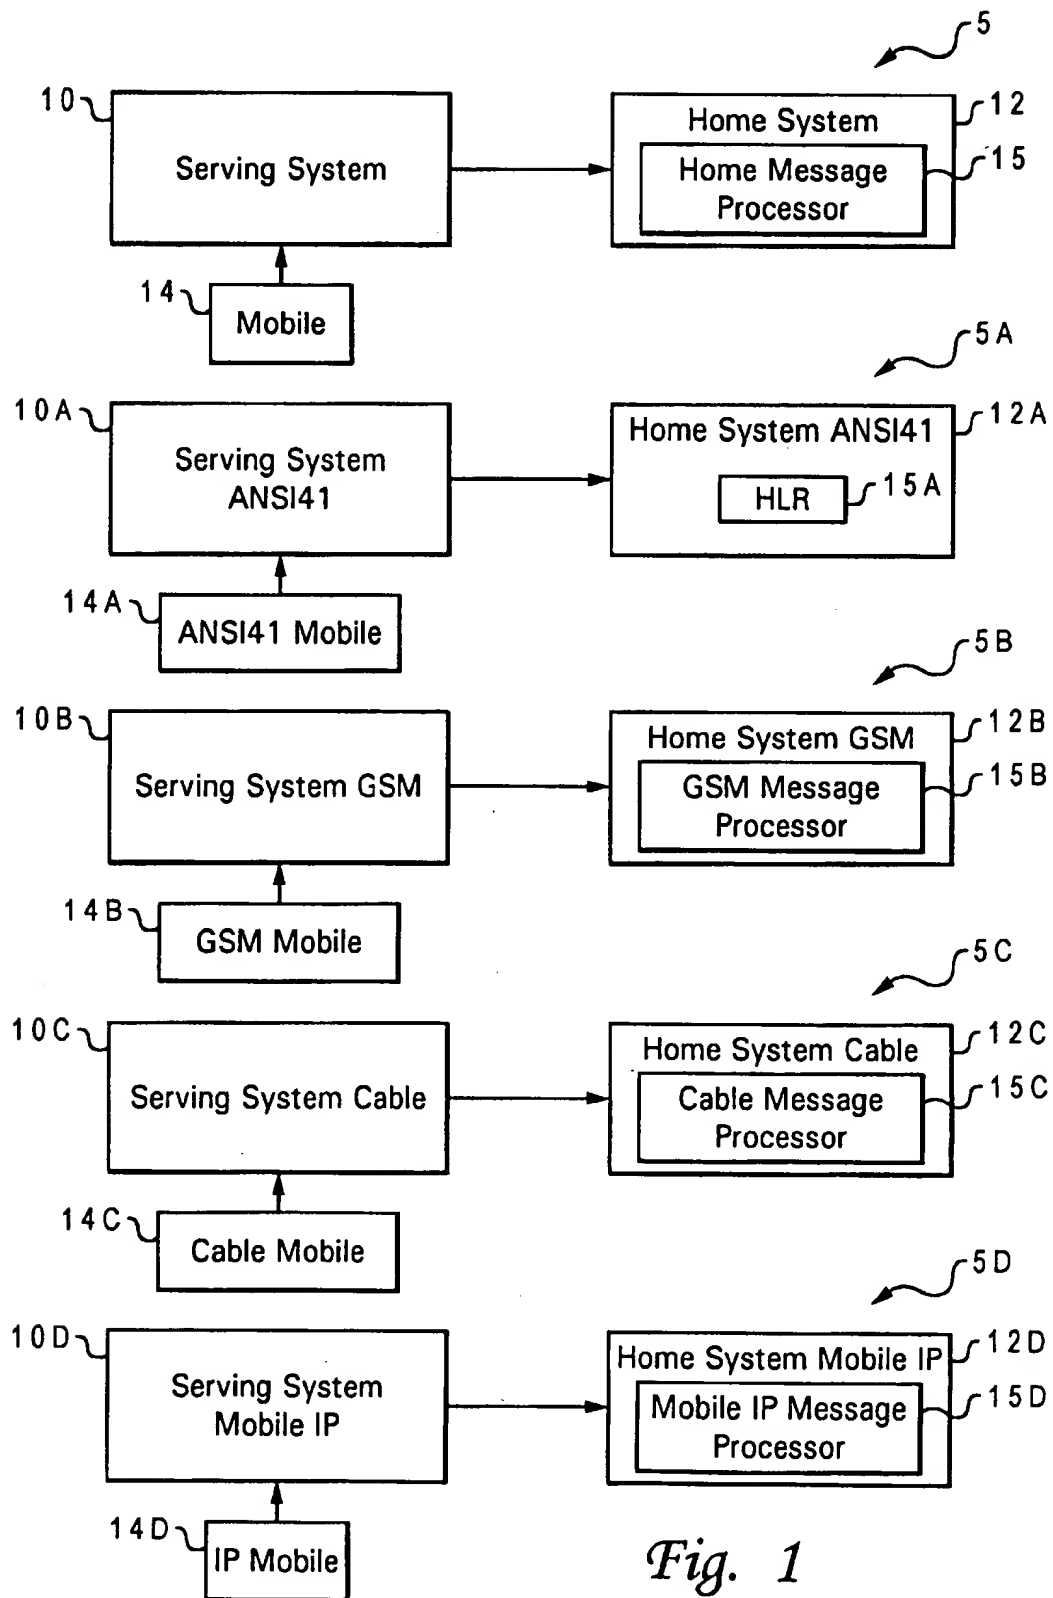 5
10
Serving System
Home System
12
Home Message
Processor
15
14
Mobile
5A
10A
Serving System
ANSI41
Home System ANSI41
12A
HLR
15A
14A
ANSI41 Mobile
5B
10B
Serving System GSM
Home System GSM
12B
GSM Message
Processor
15B
14B
GSM Mobile
5C
10C
Serving System Cable
Home System Cable
12C
Cable Message
Processor
15C
14C
Cable Mobile
5D
10D
Serving System
Mobile IP
Home System Mobile IP
12D
Mobile IP Message
Processor
15D
14D
IP Mobile
Fig. 1